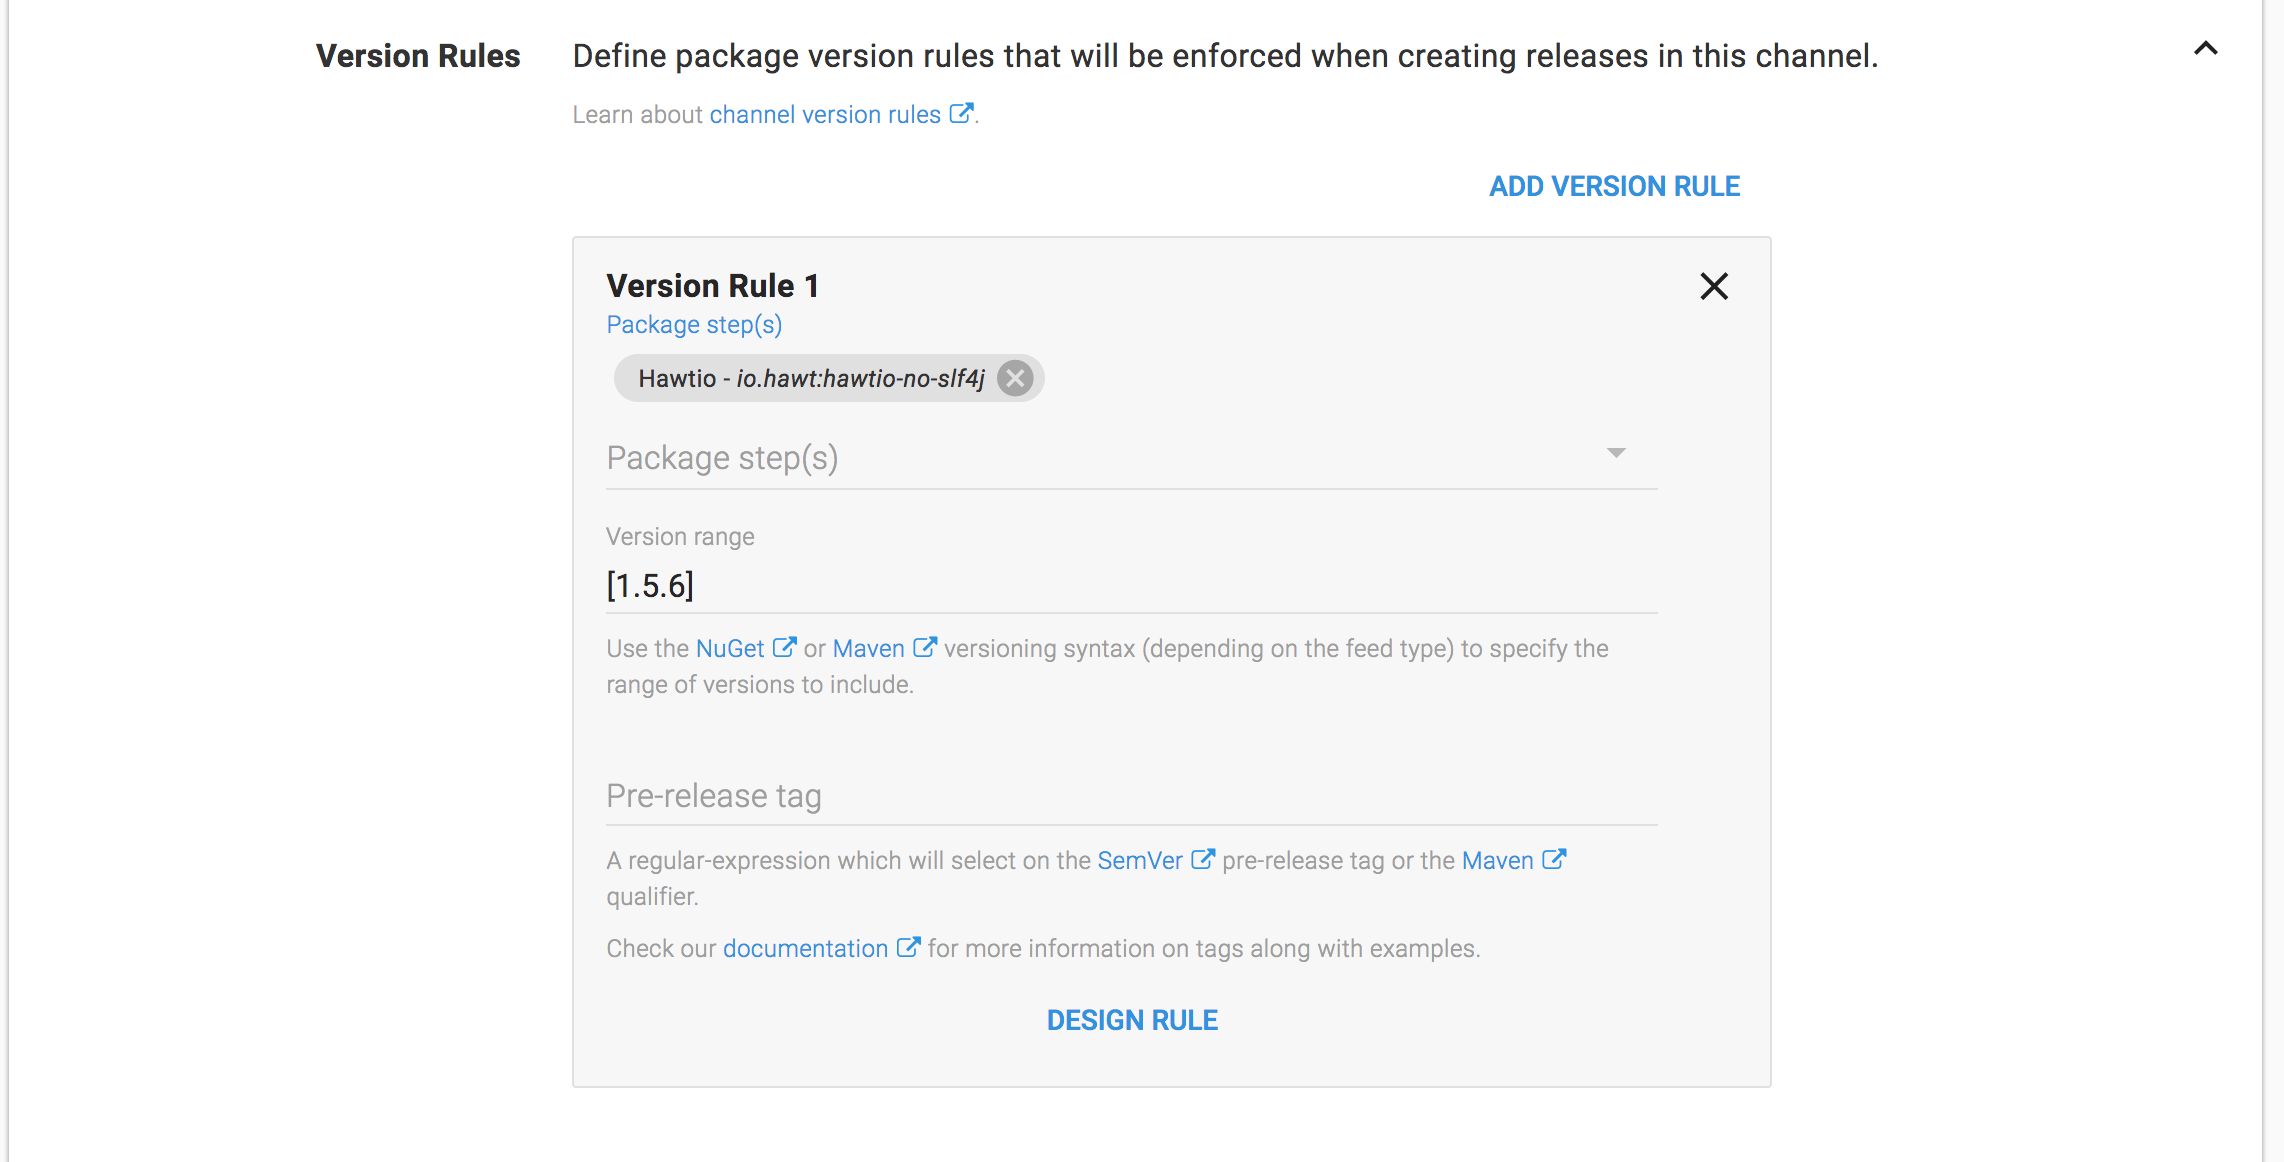 Version Rules
Define package version rules that will be enforced when creating releases in this channel.
Learn about channel version rules.
ADD VERSION RULE
Version Rule 1
Package step(s)
Hawtio - io.hawt:hawtio-no-slf4j
Package step(s)
Version range
[1.5.6]
Use the NuGet or Maven versioning syntax (depending on the feed type) to specify the
range of versions to include.
Pre-release tag
A regular-expression which will select on the SemVer pre-release tag or the Maven
qualifier.
Check our documentation for more information on tags along with examples.
DESIGN RULE